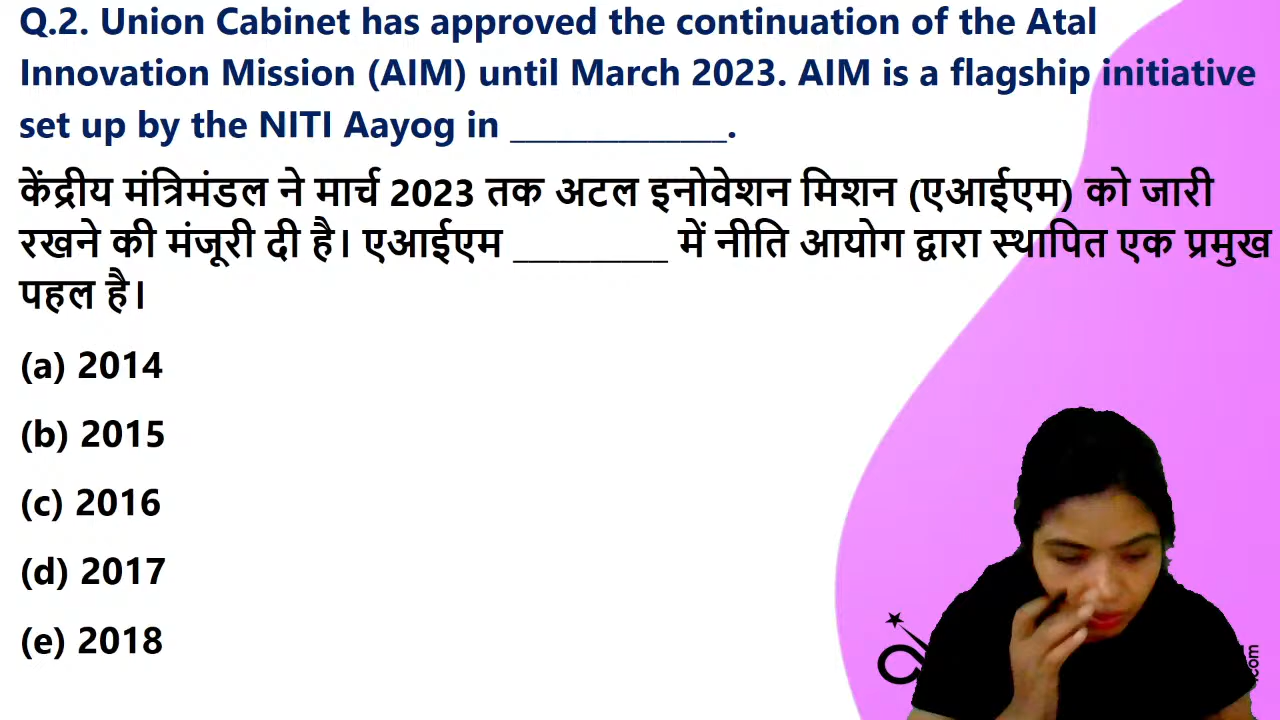 Q.2. Union Cabinet has approved the continuation of the Atal
Innovation Mission (AIM) until March 2023. AIM is a flagship initiative
set up by the NITI Aayog in ____________.
केंद्रीय मंत्रिमंडल ने मार्च 2023 तक अटल इनोवेशन मिशन (एआईएम) को जारी
रखने की मंजूरी दी है। एआईएम _________ में नीति आयोग द्वारा स्थापित एक प्रमुख
पहल है।
(a) 2014
(b) 2015
(c) 2016
(d) 2017
(e) 2018
.com